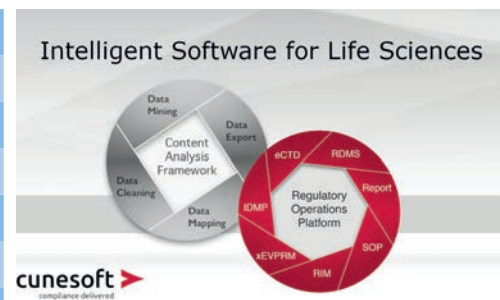 Intelligent Software for Life Sciences
Data
Mining
Data
Export
Content
Analysis
Framework
Data
Cleaning
Data
Mapping
eCTD
RDMS
Report
IDMP
Regulatory
Operations
Platform
SOP
xEVPRM
RIM
cunesoft
compliance delivered